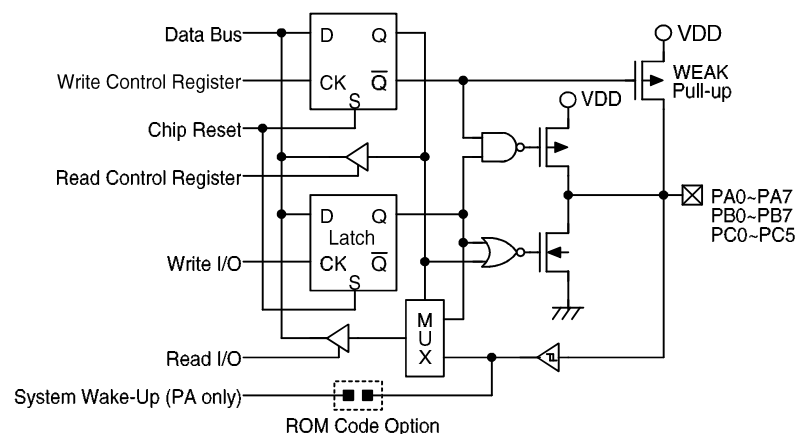 Data Bus
D
Q
VDD
Write Control Register
CK
Q
S
WEAK
Pull-up
Chip Reset
VDD
Read Control Register
D
Q
Latch
PA0~PA7
PB0~PB7
PC0~PC5
Write I/O
CK
Q
S
M
U
X
Read I/O
System Wake-Up (PA only)
ROM Code Option